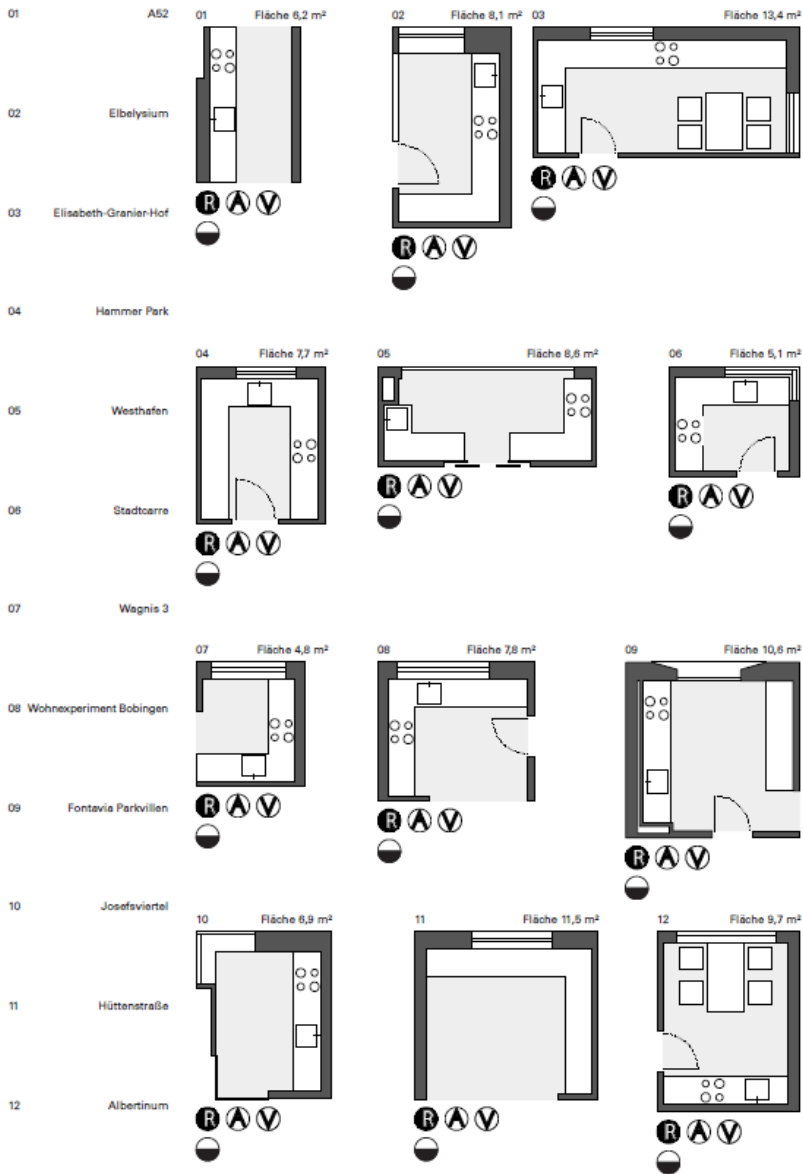 01 A52
02 Elbelysium
03 Elisabeth-Granier-Hof
04 Hammer Park
05 Westhafen
06 Stadtcarre
07 Wagnis 3
08 Wohnexperiment Bobingen
09 Fontavia Parkvillen
10 Josefsviertel
11 Hüttenstraße
12 Albertinum
01 Fläche 6,2 m²
R A V
02 Fläche 8,1 m²
R A V
03 Fläche 13,4 m²
R A V
04 Fläche 7,7 m²
R A V
05 Fläche 8,6 m²
R A V
06 Fläche 5,1 m²
R A V
07 Fläche 4,8 m²
R A V
08 Fläche 7,8 m²
R A V
09 Fläche 10,6 m²
R A V
10 Fläche 6,9 m²
R A V
11 Fläche 11,5 m²
R A V
12 Fläche 9,7 m²
R A V